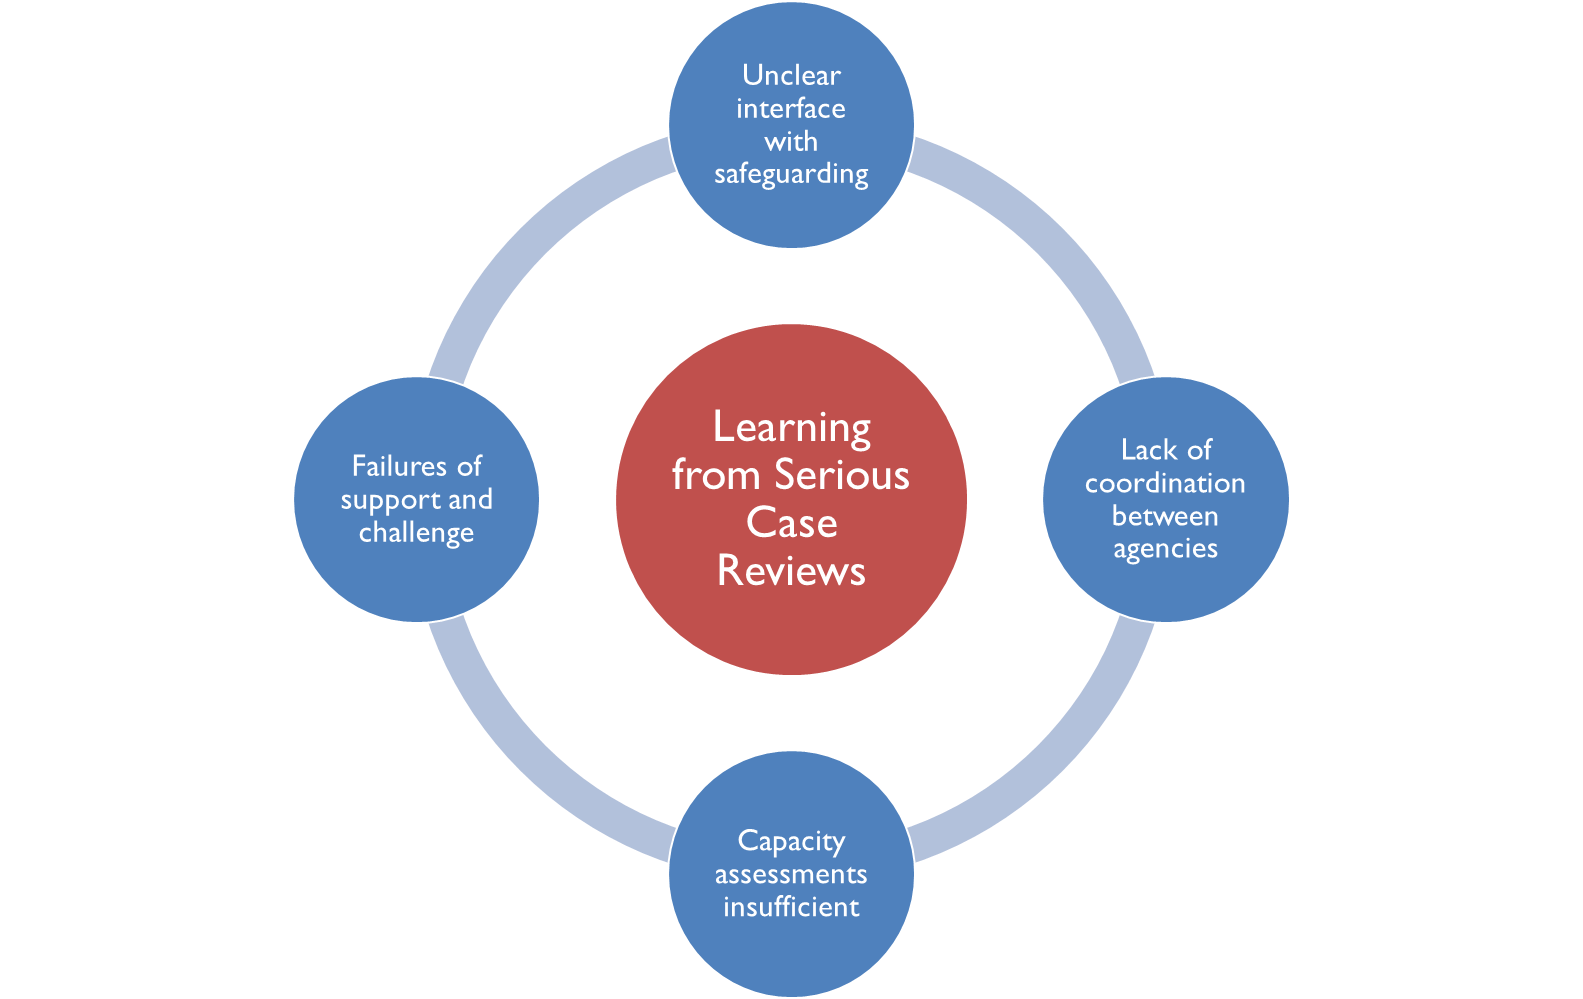 Unclear
interface
with
safeguarding
Failures of
support and
challenge
Learning
from Serious
Case
Reviews
Lack of
coordination
between
agencies
Capacity
assessments
insufficient